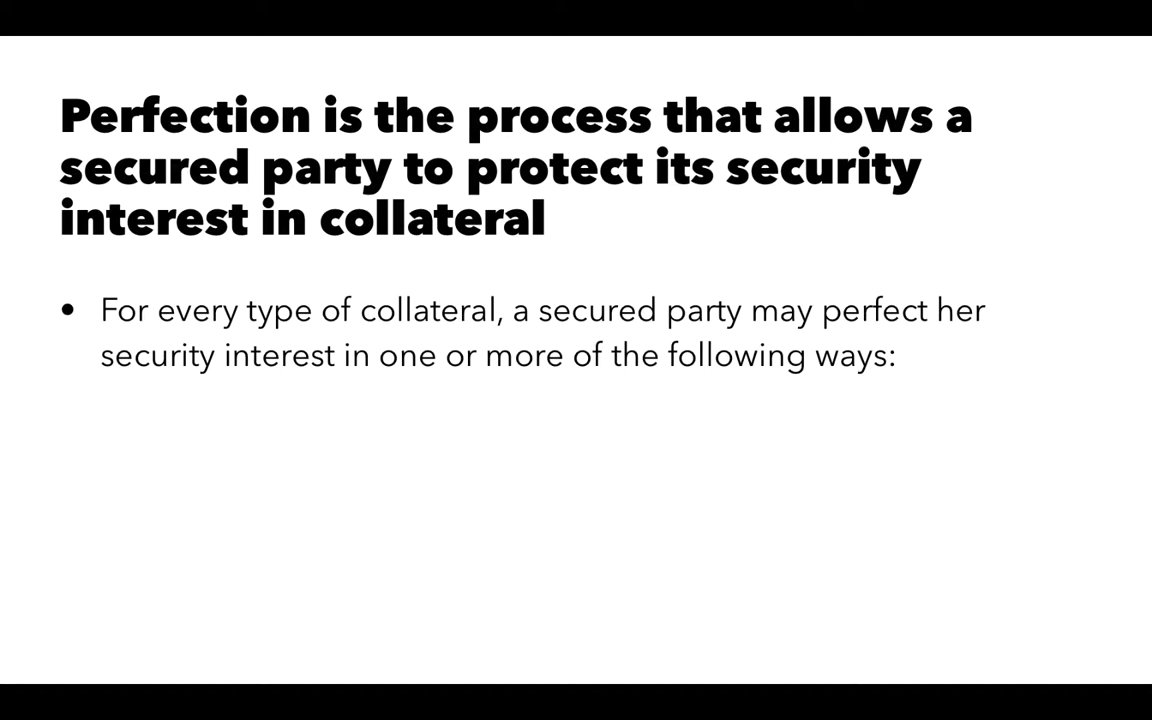 Perfection is the process that allows a
secured party to protect its security
interest in collateral
• For every type of collateral, a secured party may perfect her
security interest in one or more of the following ways: